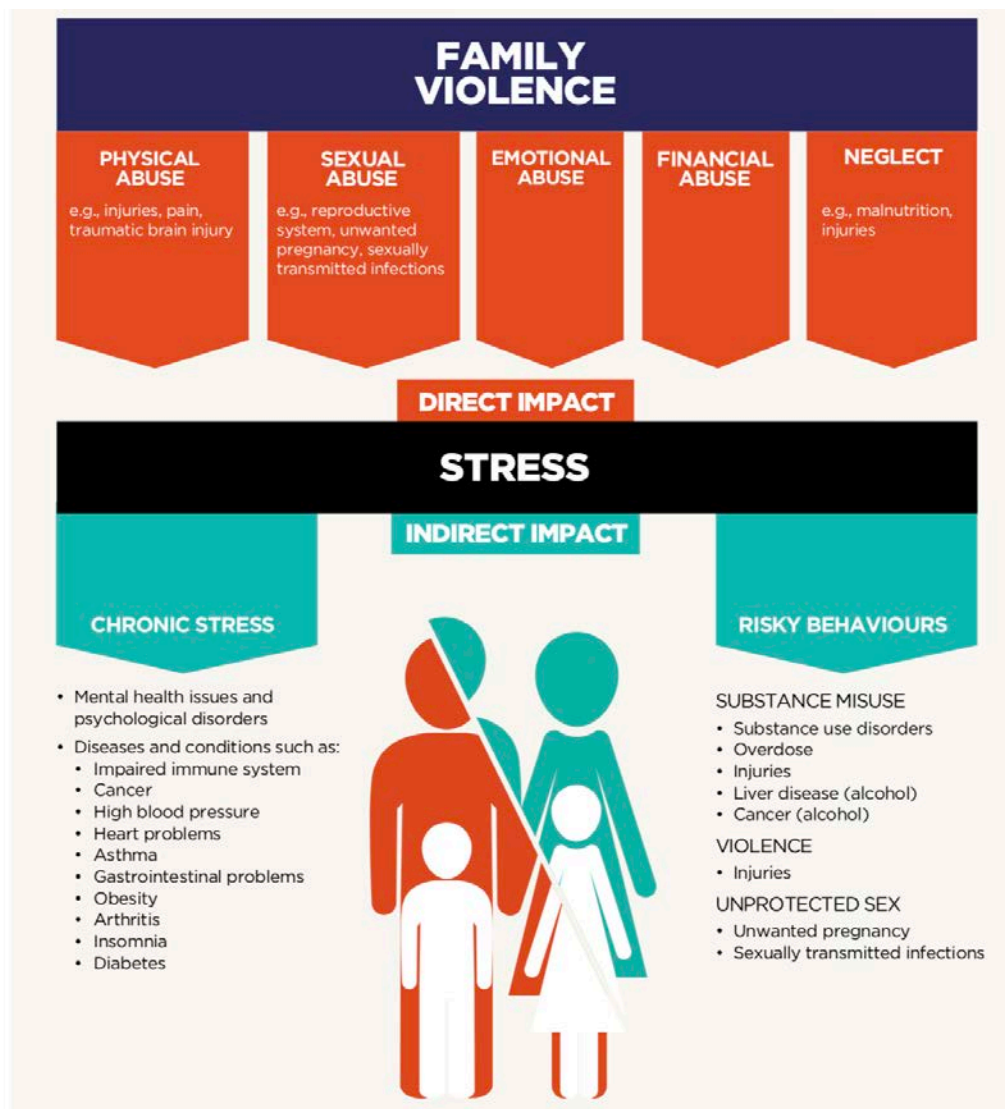 FAMILY
VIOLENCE
PHYSICAL
ABUSE
e.g., injuries, pain,
traumatic brain injury
SEXUAL
ABUSE
e.g., reproductive
system, unwanted
pregnancy, sexually
transmitted infections
EMOTIONAL
ABUSE
FINANCIAL
ABUSE
NEGLECT
e.g., malnutrition,
injuries
DIRECT IMPACT
STRESS
INDIRECT IMPACT
CHRONIC STRESS
• Mental health issues and
psychological disorders
• Diseases and conditions such as:
• Impaired immune system
• Cancer
• High blood pressure
• Heart problems
• Asthma
• Gastrointestinal problems
• Obesity
• Arthritis
• Insomnia
• Diabetes
RISKY BEHAVIOURS
SUBSTANCE MISUSE
• Substance use disorders
• Overdose
• Injuries
• Liver disease (alcohol)
• Cancer (alcohol)
VIOLENCE
• Injuries
UNPROTECTED SEX
• Unwanted pregnancy
• Sexually transmitted infections